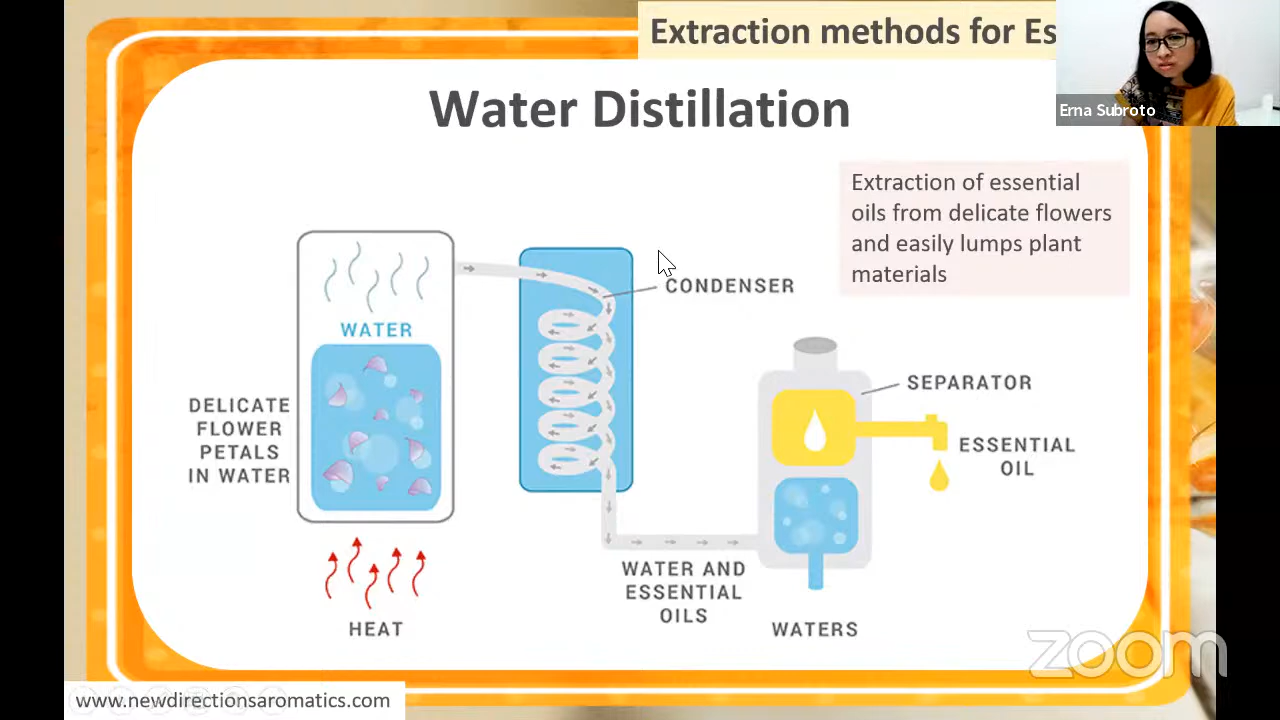 Extraction methods for Es
Erna Subroto
Water Distillation
Extraction of essential
oils from delicate flowers
and easily lumps plant
materials
WATER
CONDENSER
DELICATE
FLOWER
PETALS
IN WATER
SEPARATOR
ESSENTIAL
OIL
WATER AND
ESSENTIAL
OILS
HEAT
WATERS
zoom
www.newdirectionsaromatics.com